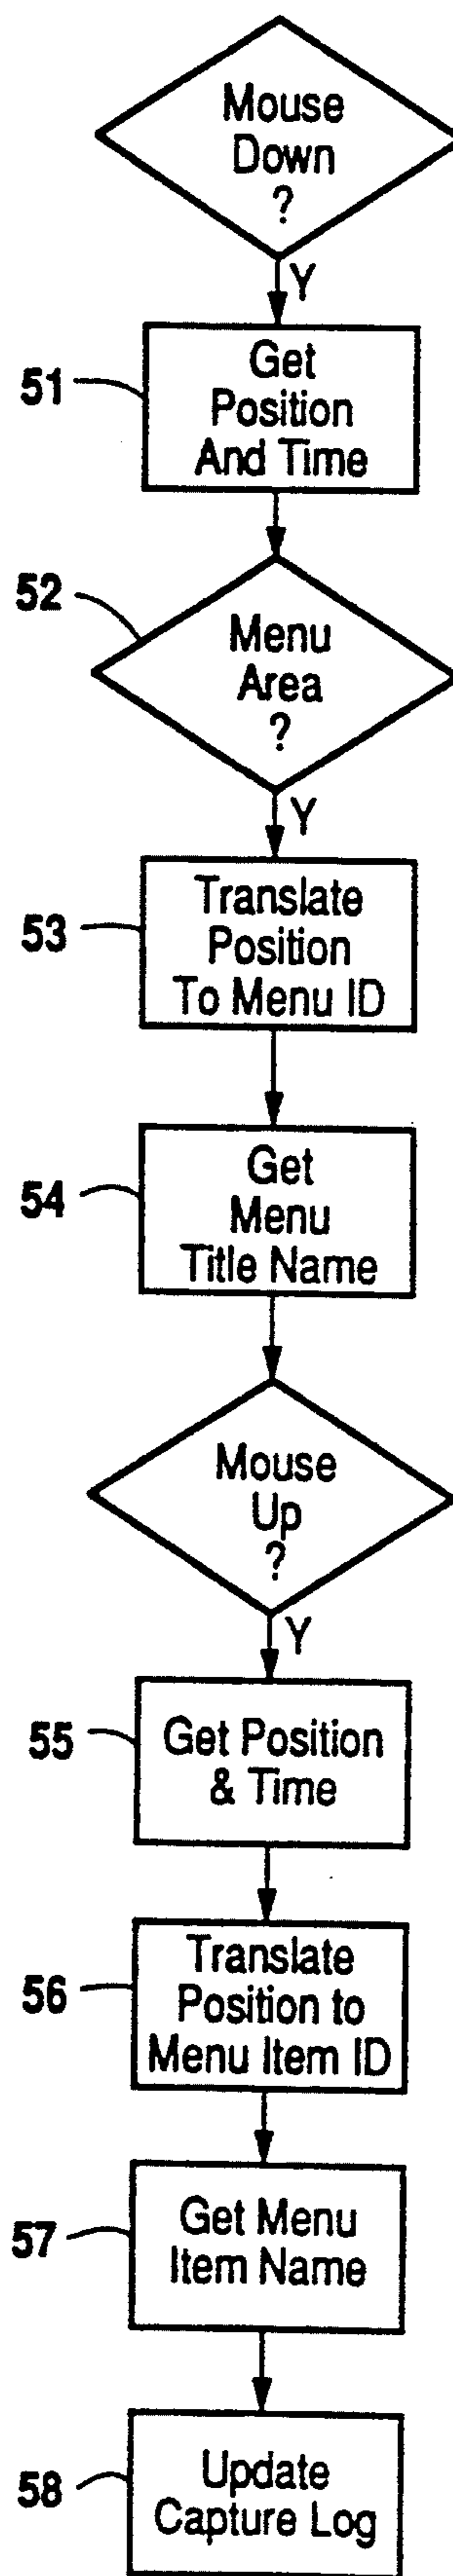 Mouse
Down
?
Y
51
Get
Position
And Time
52
Menu
Area
?
Y
53
Translate
Position
To Menu ID
54
Get
Menu
Title Name
Mouse
Up
?
Y
55
Get Position
& Time
56
Translate
Position to
Menu Item ID
57
Get Menu
Item Name
58
Update
Capture Log